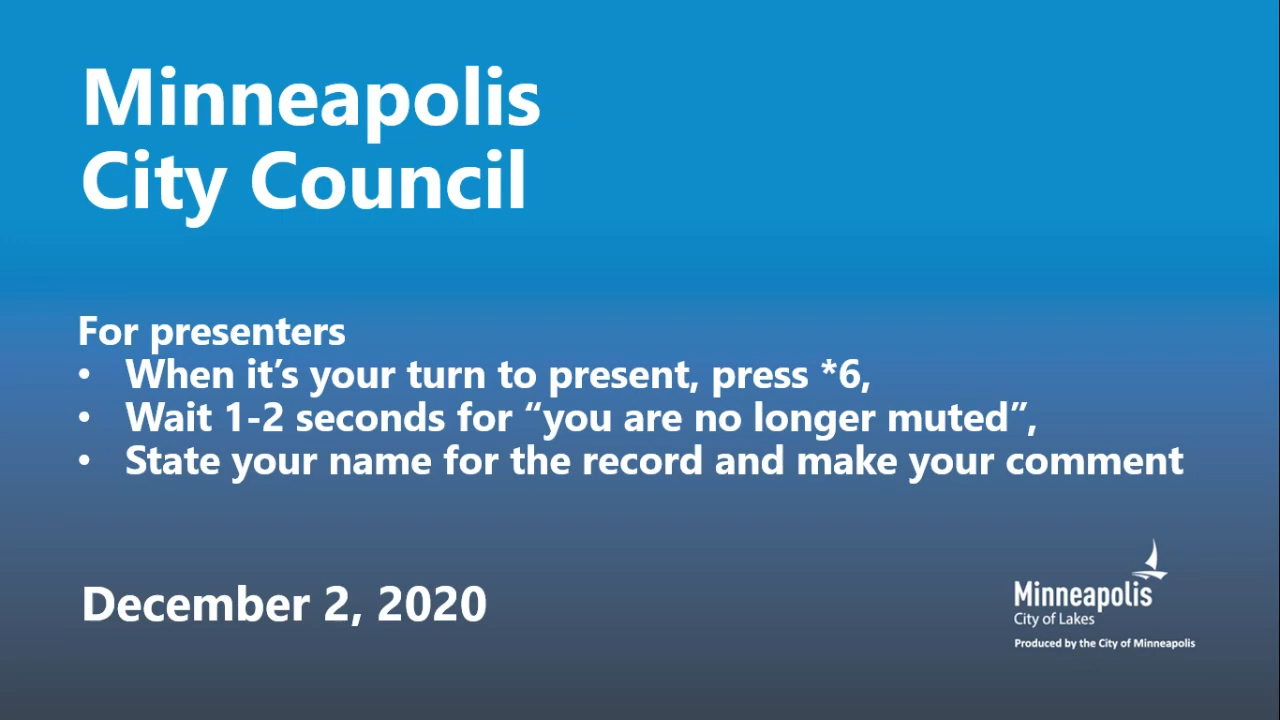 Minneapolis
City Council
For presenters
• When it’s your turn to present, press *6,
• Wait 1-2 seconds for “you are no longer muted”,
• State your name for the record and make your comment
December 2, 2020
Minneapolis
City of Lakes
Produced by the City of Minneapolis